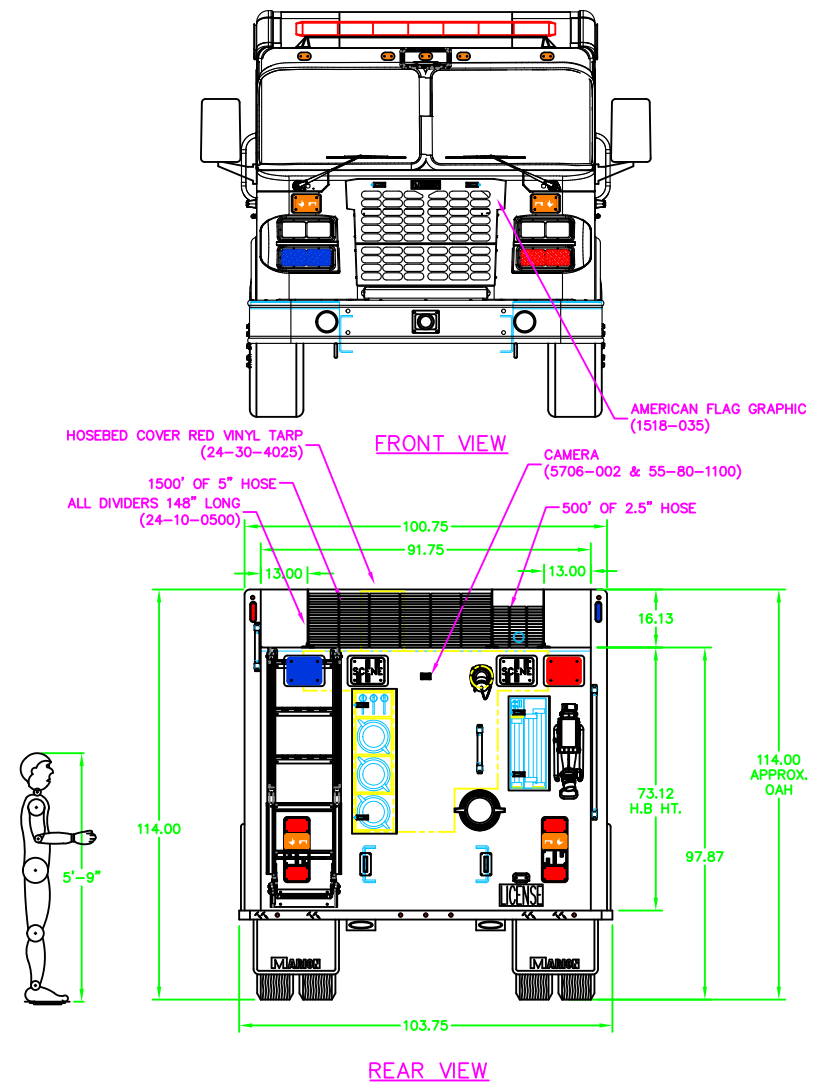 MARION
AMERICAN FLAG GRAPHIC
(1518-035)
FRONT VIEW
HOSEBED COVER RED VINYL TARP
(24-30-4025)
CAMERA
(5706-002 & 55-80-1100)
1500' OF 5" HOSE
ALL DIVIDERS 148" LONG
(24-10-0500)
500' OF 2.5" HOSE
100.75
91.75
13.00
13.00
16.13
SCENE
SCENE
114.00
APPROX.
OAH
73.12
H.B HT.
114.00
97.87
5'-9"
LICENSE
MARION
MARION
103.75
REAR VIEW